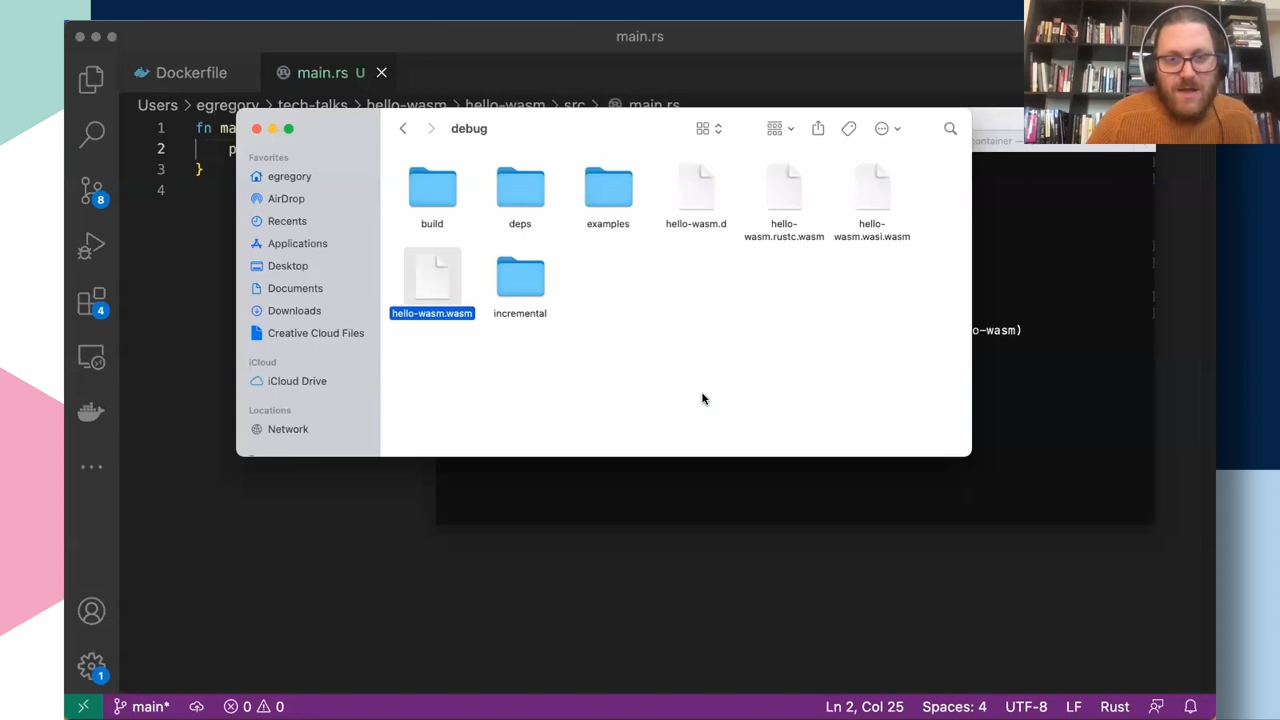 main.rs
Dockerfile
main.rs U
Users > egregory > tech-talks > hello-wasm > hello-wasm > src > main.rs
1 fn ma
2 p
3 }
4
debug
ontainer —
Favorites
egregory
AirDrop
Recents
Applications
Desktop
Documents
Downloads
Creative Cloud Files
iCloud
iCloud Drive
Locations
Network
build
deps
examples
hello-wasm.d
hello-
wasm.rustc.wasm
hello-
wasm.wasi.wasm
hello-wasm.wasm
incremental
o-wasm)
8
4
1
main*
0
0
Ln 2, Col 25
Spaces: 4
UTF-8
LF
Rust